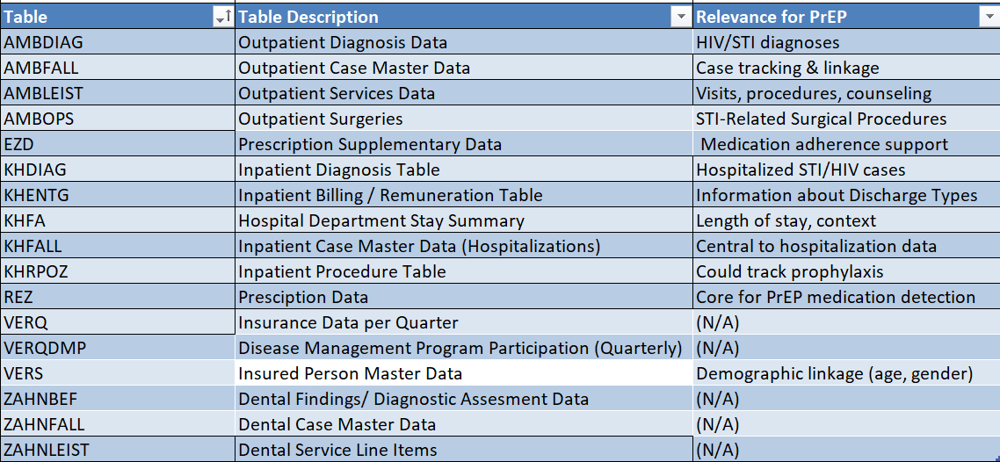 Table Table Description Relevance for PrEP
AMBDIAG Outpatient Diagnosis Data HIV/STI diagnoses
AMBFALL Outpatient Case Master Data Case tracking & linkage
AMBLEIST Outpatient Services Data Visits, procedures, counseling
AMBOPS Outpatient Surgeries STI-Related Surgical Procedures
EZD Prescription Supplementary Data Medication adherence support
KHDIAG Inpatient Diagnosis Table Hospitalized STI/HIV cases
KHENTG Inpatient Billing / Remuneration Table Information about Discharge Types
KHFA Hospital Department Stay Summary Length of stay, context
KHFALL Inpatient Case Master Data (Hospitalizations) Central to hospitalization data
KHRPOZ Inpatient Procedure Table Could track prophylaxis
REZ Presciption Data Core for PrEP medication detection
VERQ Insurance Data per Quarter (N/A)
VERQDMP Disease Management Program Participation (Quarterly) (N/A)
VERS Insured Person Master Data Demographic linkage (age, gender)
ZAHNBEF Dental Findings/ Diagnostic Assesment Data (N/A)
ZAHNFALL Dental Case Master Data (N/A)
ZAHNLEIST Dental Service Line Items (N/A)